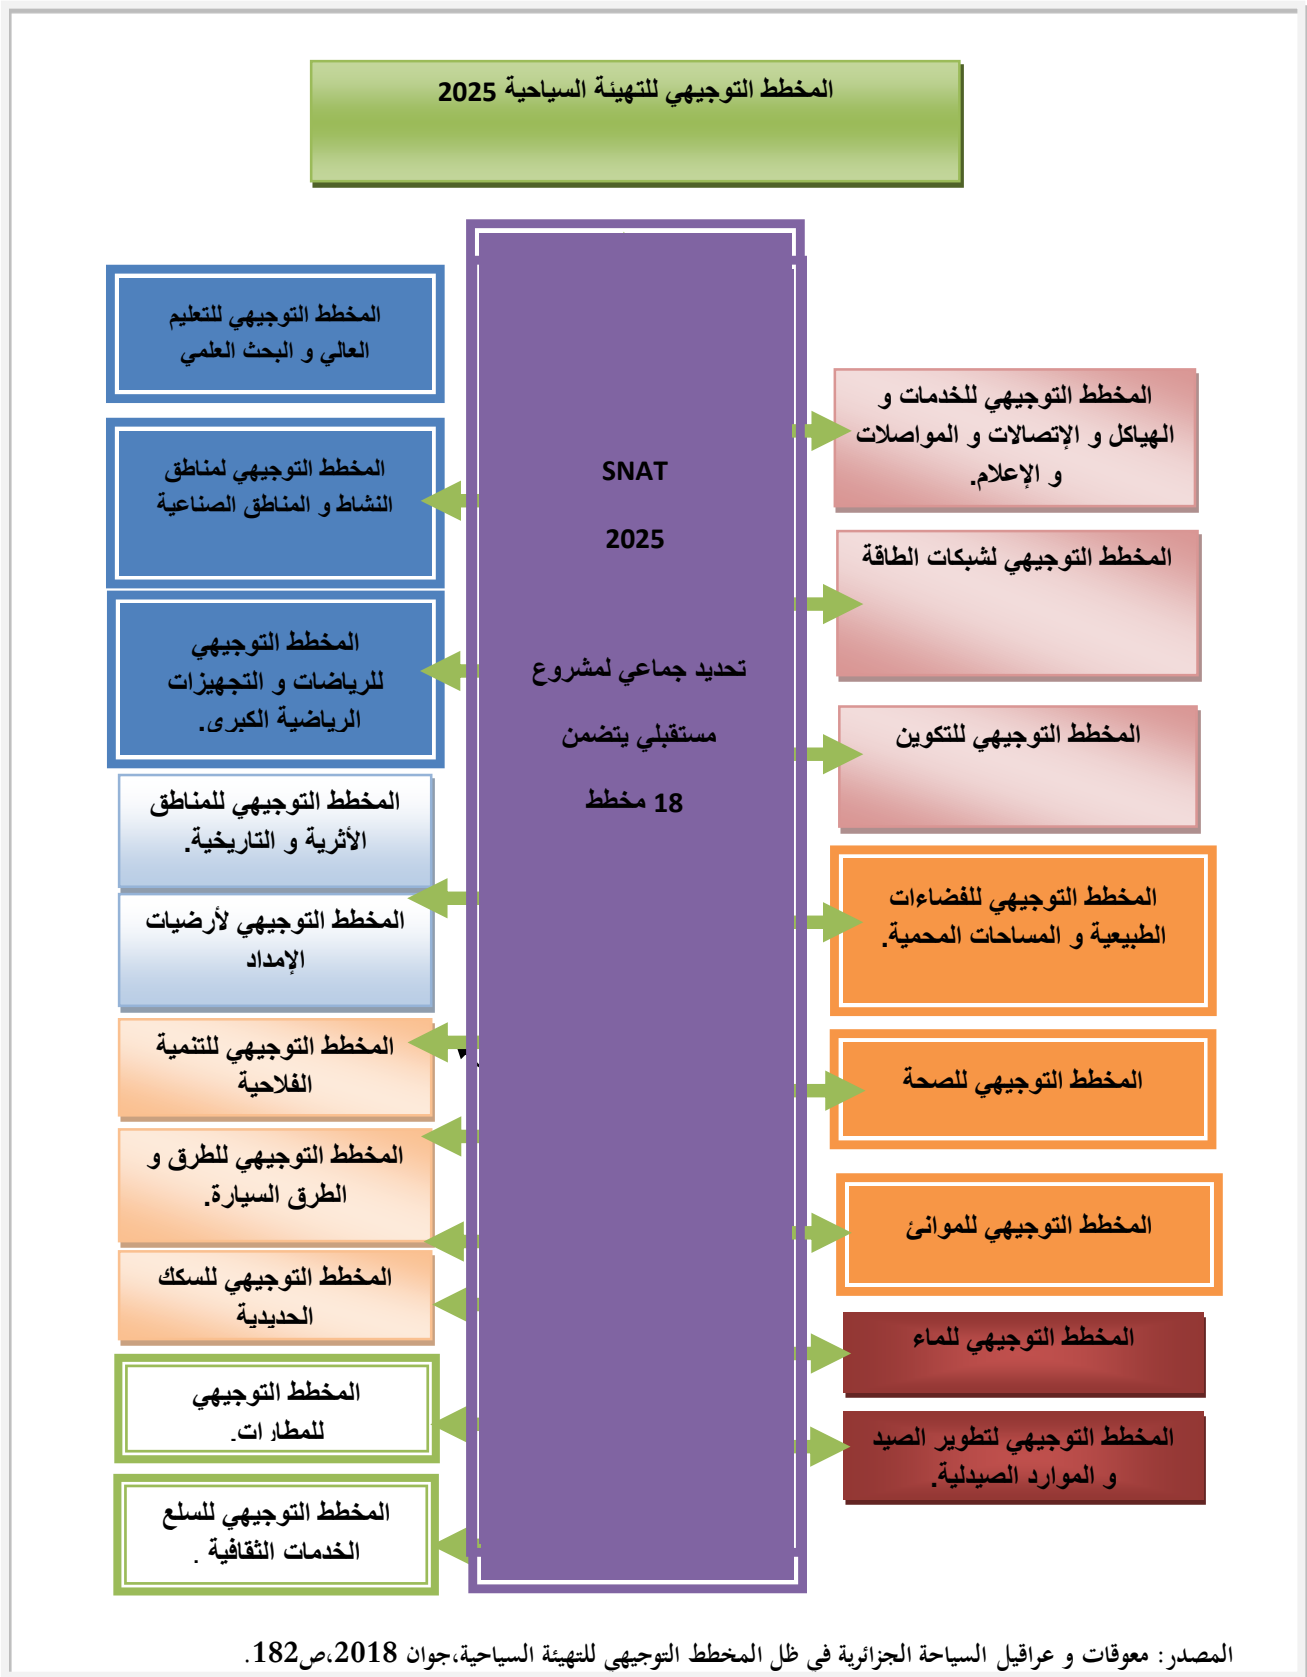 المخطط التوجيهي للتهيئة السياحية 2025
المخطط التوجيهي للخدمات و
الهياكل و الإتصالات و المواصلات
و الإعلام.
المخطط التوجيهي لشبكات الطاقة
المخطط التوجيهي للتكوين
المخطط التوجيهي للفضاءات
الطبيعية و المساحات المحمية.
المخطط التوجيهي للصحة
المخطط التوجيهي للموانئ
المخطط التوجيهي للماء
المخطط التوجيهي لتطوير الصيد
و الموارد الصيدلية.
SNAT
2025
تحديد جماعي لمشروع
مستقبلي يتضمن
18 مخطط
المخطط التوجيهي للتعليم
العالي و البحث العلمي
المخطط التوجيهي لمناطق
النشاط و المناطق الصناعية
المخطط التوجيهي
للرياضات و التجهيزات
الرياضية الكبرى.
المخطط التوجيهي للمناطق
الأثرية و التاريخية.
المخطط التوجيهي لأرضيات
الإمداد
المخطط التوجيهي للتنمية
الفلاحية
المخطط التوجيهي للطرق و
الطرق السيارة.
المخطط التوجيهي للسكك
الحديدية
المخطط التوجيهي
للمطارات.
المخطط التوجيهي للسلع
الخدمات الثقافية .
المصدر: معوقات و عراقيل السياحة الجزائرية في ظل المخطط التوجيهي للتهيئة السياحية،جوان 2018،ص182.